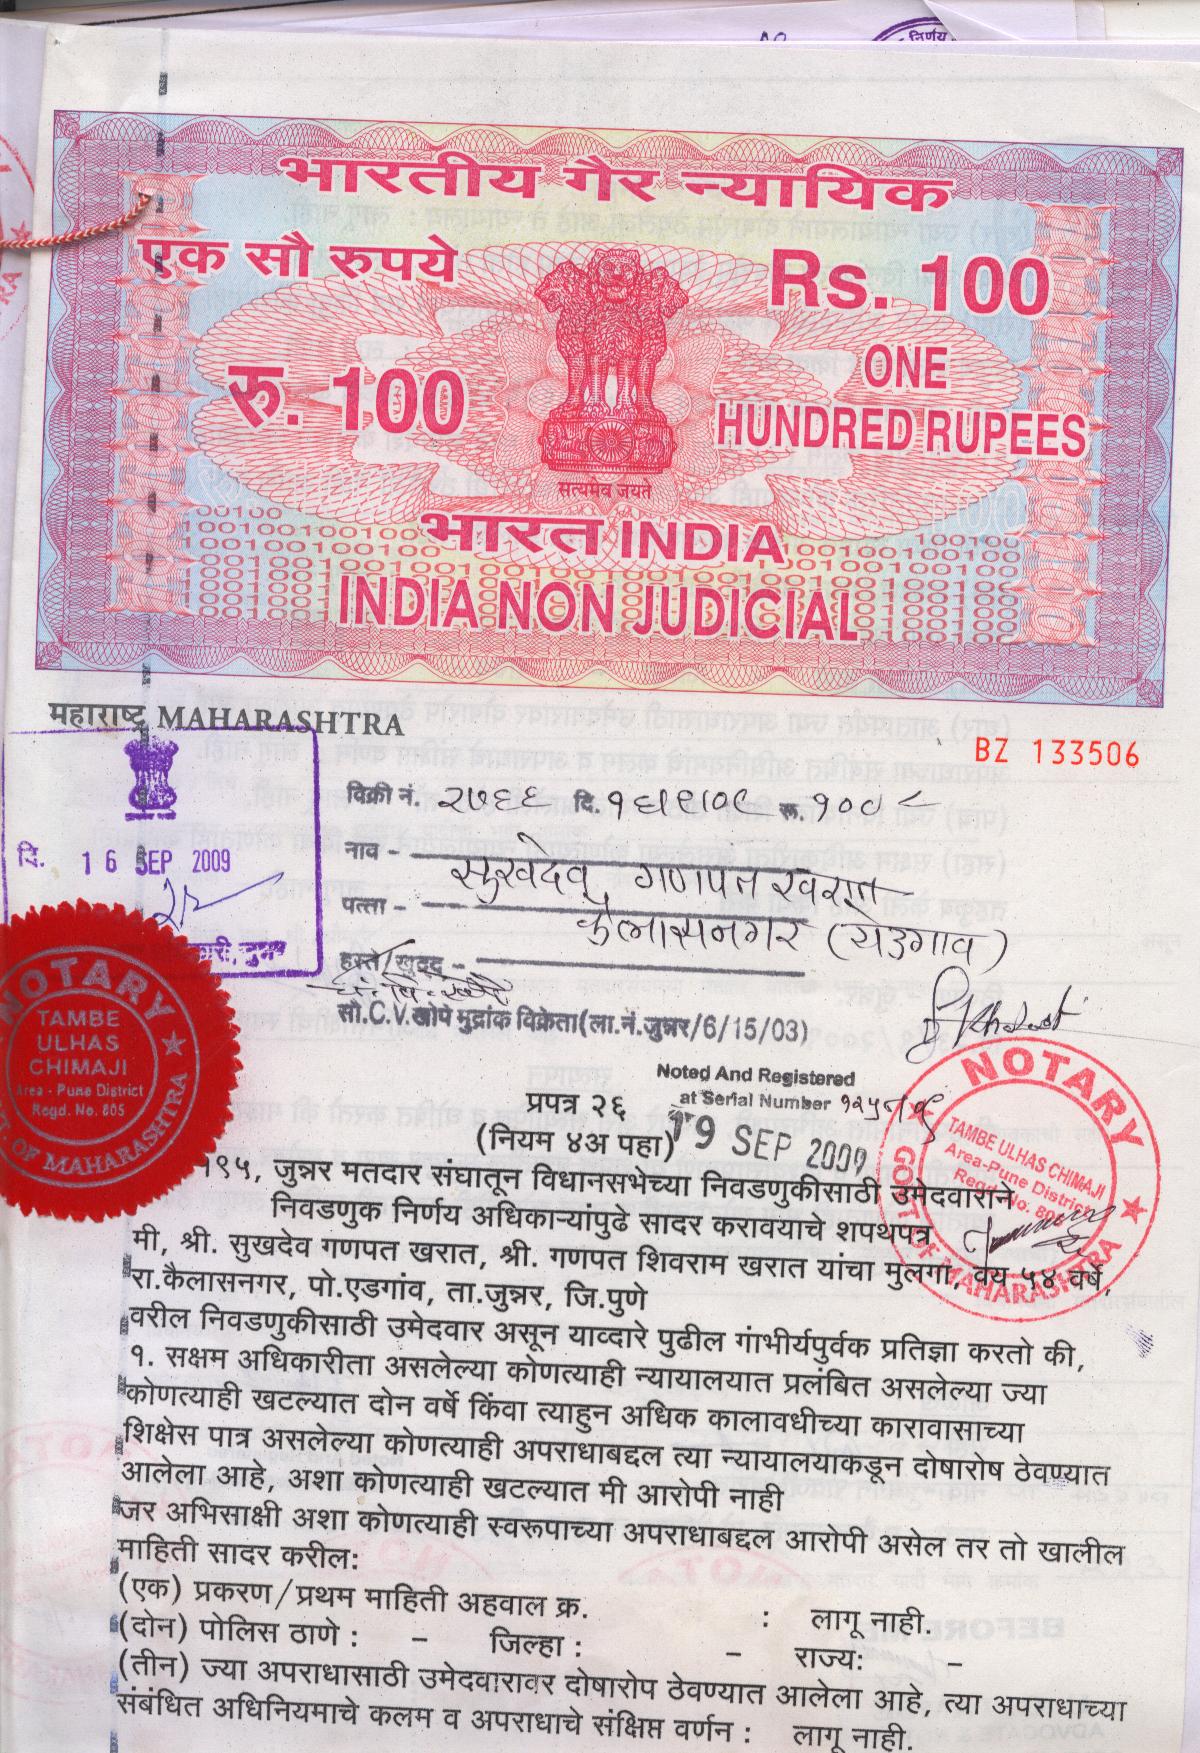 भारतीय गैर न्यायिक
एक सौ रुपये
Rs. 100
रु. 100
ONE
HUNDRED RUPEES
सत्यमेव जयते
भारत INDIA
INDIA NON JUDICIAL
महाराष्ट्र MAHARASHTRA
BZ 133506
दि. 16 SEP 2009
विक्री नं. २७६६ दि. १६९।०९ रू. १००
नाव - सुखदेव गणपत खरात
पत्ता - कैलासनगर (येडगाव)
हस्ते/खुद्द -
सौ.C.V.खोपे मुद्रांक विक्रेता(ला.नं.जुन्नर/6/15/03)
NOTARY
TAMBE
ULHAS
CHIMAJI
Area - Pune District
Regd. No. 805
GOVT. OF MAHARASHTRA
Noted And Registered
at Serial Number
19 SEP 2009
NOTARY
TAMBE ULHAS CHIMAJI
Area-Pune District
Regd. No. 805
GOVT OF MAHARASHTRA
प्रपत्र २६
(नियम ४अ पहा)
१९५, जुन्नर मतदार संघातून विधानसभेच्या निवडणुकीसाठी उमेदवाराने
निवडणुक निर्णय अधिकाऱ्यांपुढे सादर करावयाचे शपथपत्र
मी, श्री. सुखदेव गणपत खरात, श्री. गणपत शिवराम खरात यांचा मुलगा, वय ५४ वर्षे,
रा.कैलासनगर, पो.एडगांव, ता.जुन्नर, जि.पुणे
वरील निवडणुकीसाठी उमेदवार असून याव्दारे पुढील गांभीर्यपुर्वक प्रतिज्ञा करतो की,
१. सक्षम अधिकारीता असलेल्या कोणत्याही न्यायालयात प्रलंबित असलेल्या ज्या
कोणत्याही खटल्यात दोन वर्षे किंवा त्याहुन अधिक कालावधीच्या कारावासाच्या
शिक्षेस पात्र असलेल्या कोणत्याही अपराधाबद्दल त्या न्यायालयाकडून दोषारोष ठेवण्यात
आलेला आहे, अशा कोणत्याही खटल्यात मी आरोपी नाही
जर अभिसाक्षी अशा कोणत्याही स्वरूपाच्या अपराधाबद्दल आरोपी असेल तर तो खालील
माहिती सादर करील:
(एक) प्रकरण/प्रथम माहिती अहवाल क्र. : लागू नाही.
(दोन) पोलिस ठाणे : – जिल्हा : – राज्य: –
(तीन) ज्या अपराधासाठी उमेदवारावर दोषारोप ठेवण्यात आलेला आहे, त्या अपराधाच्या
संबंधित अधिनियमाचे कलम व अपराधाचे संक्षिप्त वर्णन : लागू नाही.